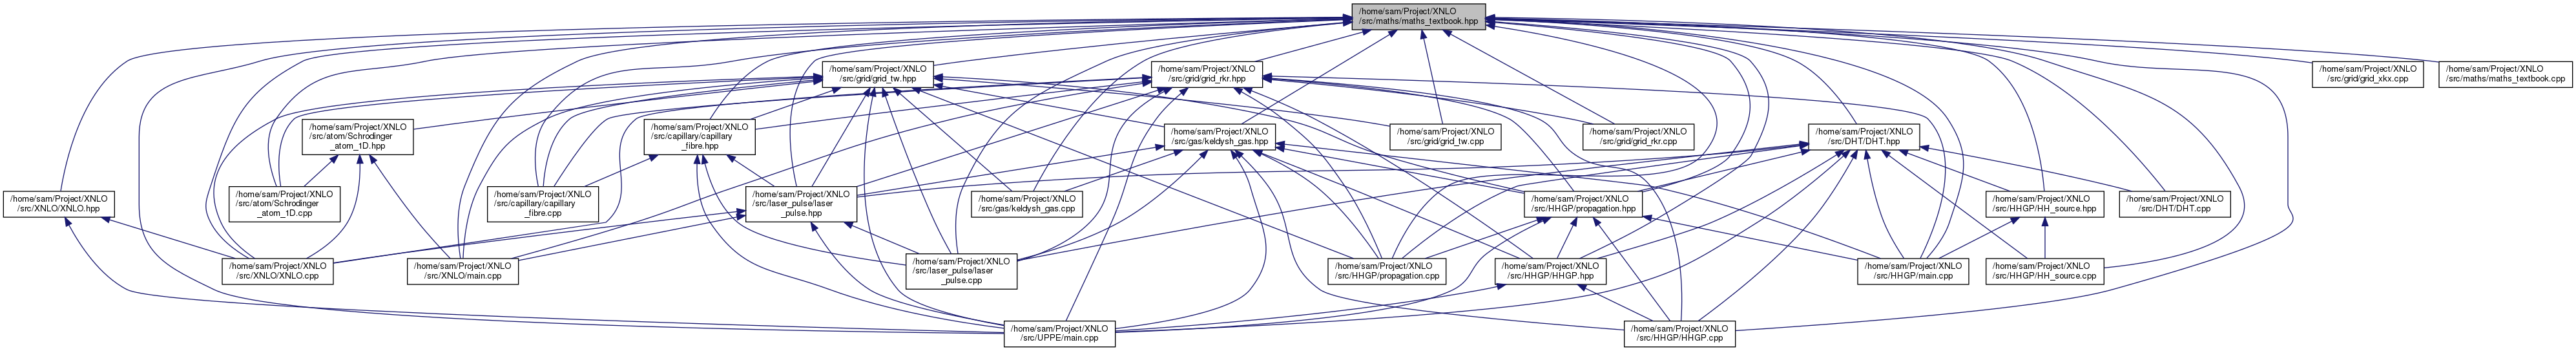 /home/sam/Project/XNLO
/src/maths/maths_textbook.hpp
/home/sam/Project/XNLO
/src/grid/grid_tw.hpp
/home/sam/Project/XNLO
/src/grid/grid_rkr.hpp
/home/sam/Project/XNLO
/src/grid/grid_xkx.cpp
/home/sam/Project/XNLO
/src/maths/maths_textbook.cpp
/home/sam/Project/XNLO
/src/atom/Schrodinger
_atom_1D.hpp
/home/sam/Project/XNLO
/src/capillary/capillary
_fibre.hpp
/home/sam/Project/XNLO
/src/gas/keldysh_gas.hpp
/home/sam/Project/XNLO
/src/grid/grid_tw.cpp
/home/sam/Project/XNLO
/src/grid/grid_rkr.cpp
/home/sam/Project/XNLO
/src/DHT/DHT.hpp
/home/sam/Project/XNLO
/src/XNLO/XNLO.hpp
/home/sam/Project/XNLO
/src/atom/Schrodinger
_atom_1D.cpp
/home/sam/Project/XNLO
/src/capillary/capillary
_fibre.cpp
/home/sam/Project/XNLO
/src/laser_pulse/laser
_pulse.hpp
/home/sam/Project/XNLO
/src/gas/keldysh_gas.cpp
/home/sam/Project/XNLO
/src/HHGP/propagation.hpp
/home/sam/Project/XNLO
/src/HHGP/HH_source.hpp
/home/sam/Project/XNLO
/src/DHT/DHT.cpp
/home/sam/Project/XNLO
/src/XNLO/XNLO.cpp
/home/sam/Project/XNLO
/src/XNLO/main.cpp
/home/sam/Project/XNLO
/src/laser_pulse/laser
_pulse.cpp
/home/sam/Project/XNLO
/src/HHGP/propagation.cpp
/home/sam/Project/XNLO
/src/HHGP/HHGP.hpp
/home/sam/Project/XNLO
/src/HHGP/main.cpp
/home/sam/Project/XNLO
/src/HHGP/HH_source.cpp
/home/sam/Project/XNLO
/src/UPPE/main.cpp
/home/sam/Project/XNLO
/src/HHGP/HHGP.cpp